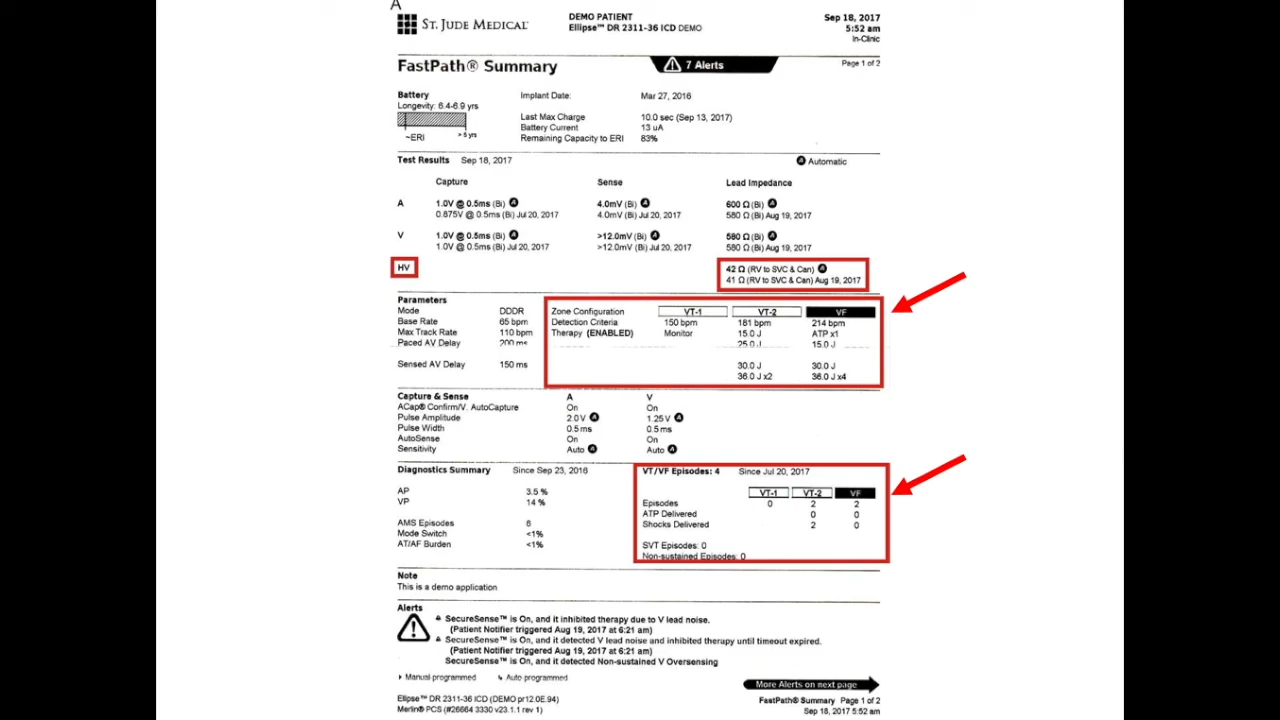 A
ST. JUDE MEDICAL
DEMO PATIENT
Ellipse™ DR 2311-36 ICD DEMO
Sep 18, 2017
5:52 am
In-Clinic
FastPath® Summary
7 Alerts
Page 1 of 2
Battery
Longevity: 6.4-6.9 yrs
~ERI
> 5 yrs
Implant Date: Mar 27, 2016
Last Max Charge 10.0 sec (Sep 13, 2017)
Battery Current 13 uA
Remaining Capacity to ERI 83%
Test Results Sep 18, 2017
A Automatic
Capture Sense Lead Impedance
A 1.0V @ 0.5ms (Bi) A 4.0mV (Bi) A 600 Ω (Bi) A
0.875V @ 0.5ms (Bi) Jul 20, 2017 4.0mV (Bi) Jul 20, 2017 580 Ω (Bi) Aug 19, 2017
V 1.0V @ 0.5ms (Bi) A >12.0mV (Bi) A 580 Ω (Bi) A
1.0V @ 0.5ms (Bi) Jul 20, 2017 >12.0mV (Bi) Jul 20, 2017 580 Ω (Bi) Aug 19, 2017
HV 42 Ω (RV to SVC & Can) A
41 Ω (RV to SVC & Can) Aug 19, 2017
Parameters
Mode DDDR
Base Rate 65 bpm
Max Track Rate 110 bpm
Paced AV Delay 200 ms
Sensed AV Delay 150 ms
Zone Configuration VT-1 VT-2 VF
Detection Criteria 150 bpm 181 bpm 214 bpm
Therapy (ENABLED) Monitor 15.0 J ATP x1
25.0 J 15.0 J
30.0 J 30.0 J
36.0 J x2 36.0 J x4
Capture & Sense A V
ACap® Confirm/V. AutoCapture On On
Pulse Amplitude 2.0 V A 1.25 V A
Pulse Width 0.5 ms 0.5 ms
AutoSense On On
Sensitivity Auto A Auto A
Diagnostics Summary Since Sep 23, 2016
AP 3.5 %
VP 14 %
AMS Episodes 6
Mode Switch <1%
AT/AF Burden <1%
VT/VF Episodes: 4 Since Jul 20, 2017
VT-1 VT-2 VF
Episodes 0 2 2
ATP Delivered 0 0
Shocks Delivered 2 0
SVT Episodes: 0
Non-sustained Episodes: 0
Note
This is a demo application
Alerts
SecureSense™ is On, and it inhibited therapy due to V lead noise.
(Patient Notifier triggered Aug 19, 2017 at 6:21 am)
SecureSense™ is On, and it detected V lead noise and inhibited therapy until timeout expired.
(Patient Notifier triggered Aug 19, 2017 at 6:21 am)
SecureSense™ is On, and it detected Non-sustained V Oversensing
Manual programmed Auto programmed
More Alerts on next page
Ellipse™ DR 2311-36 ICD (DEMO pr12.0E.94)
Merlin® PCS (#26664 3330 v23.1.1 rev 1)
FastPath® Summary Page 1 of 2
Sep 18, 2017 5:52 am